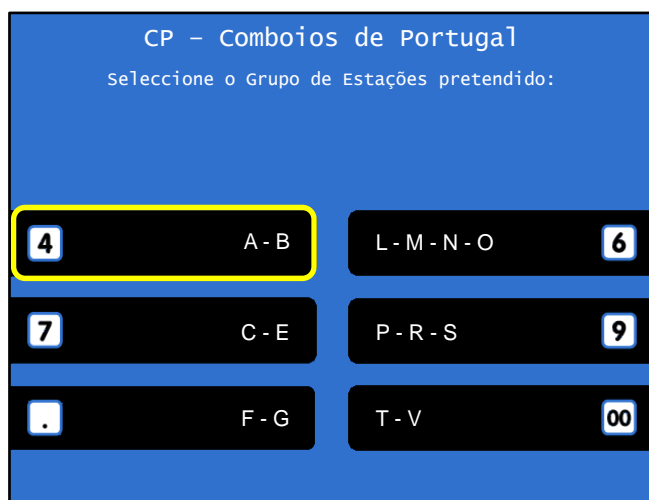 CP – Comboios de Portugal
Seleccione o Grupo de Estações pretendido:
4 A - B
L - M - N - O 6
7 C - E
P - R - S 9
. F - G
T - V 00